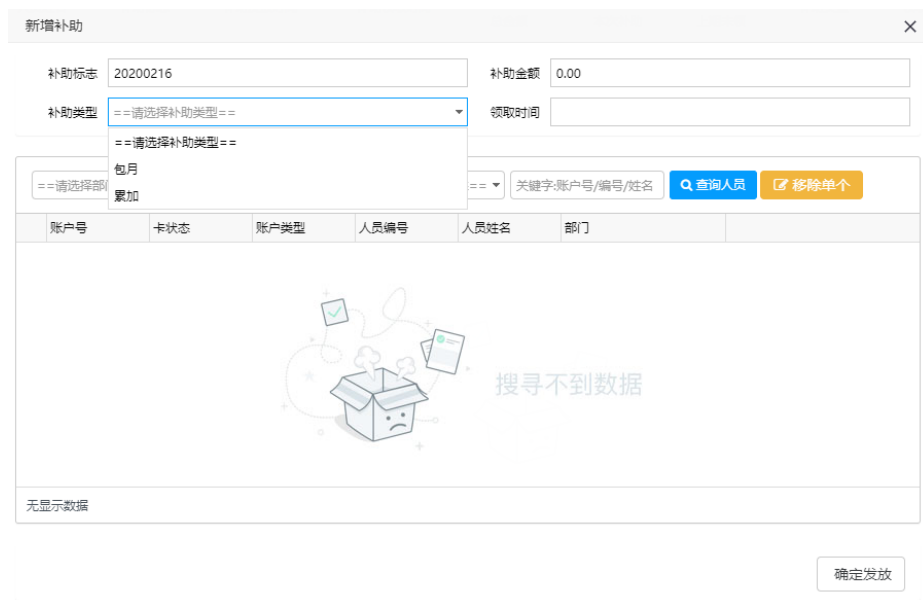 新增补助
补助标志 20200216 补助金额 0.00
补助类型 ==请选择补助类型== 领取时间
==请选择补助类型==
包月
累加
==请选择部 == 关键字:账户号/编号/姓名 查询人员 移除单个
账户号 卡状态 账户类型 人员编号 人员姓名 部门
搜寻不到数据
无显示数据
确定发放